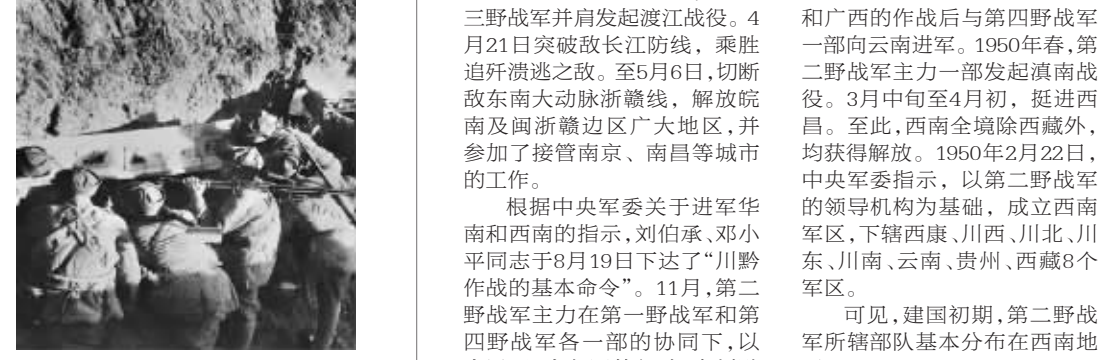 三野战军并肩发起渡江战役。4
月21日突破敌长江防线，乘胜
追歼溃逃之敌。至5月6日，切断
敌东南大动脉浙赣线，解放皖
南及闽浙赣边区广大地区，并
参加了接管南京、南昌等城市
的工作。
根据中央军委关于进军华
南和西南的指示，刘伯承、邓小
平同志于8月19日下达了“川黔
作战的基本命令”。11月，第二
野战军主力在第一野战军和第
四野战军各一部的协同下，以
和广西的作战后与第四野战军
一部向云南进军。1950年春，第
二野战军主力一部发起滇南战
役。3月中旬至4月初，挺进西
昌。至此，西南全境除西藏外，
均获得解放。1950年2月22日，
中央军委指示，以第二野战军
的领导机构为基础，成立西南
军区，下辖西康、川西、川北、川
东、川南、云南、贵州、西藏8个
军区。
可见，建国初期，第二野战
军所辖部队基本分布在西南地